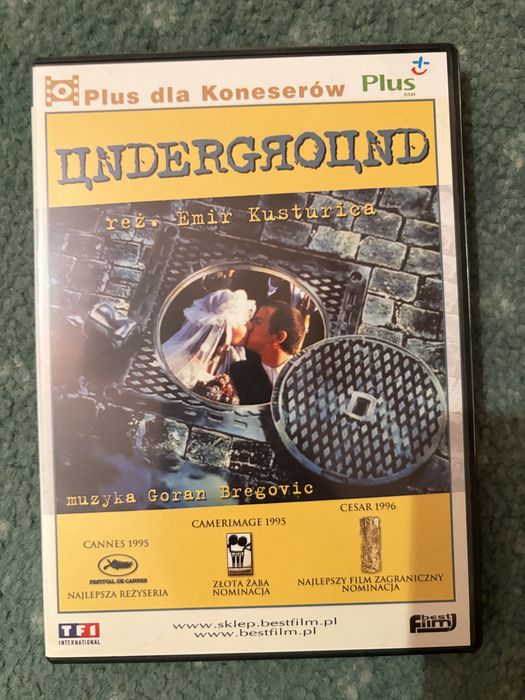 Plus dla Koneserów
Plus
GSM
UNDERGROUND
reż. Emir Kusturica
muzyka Goran Bregovic
CANNES 1995
FESTIVAL DE CANNES
NAJLEPSZA REŻYSERIA
CAMERIMAGE 1995
ZŁOTA ŻABA
NOMINACJA
CESAR 1996
NAJLEPSZY FILM ZAGRANICZNY
NOMINACJA
TF1
INTERNATIONAL
www.sklep.bestfilm.pl
www.bestfilm.pl
best
film